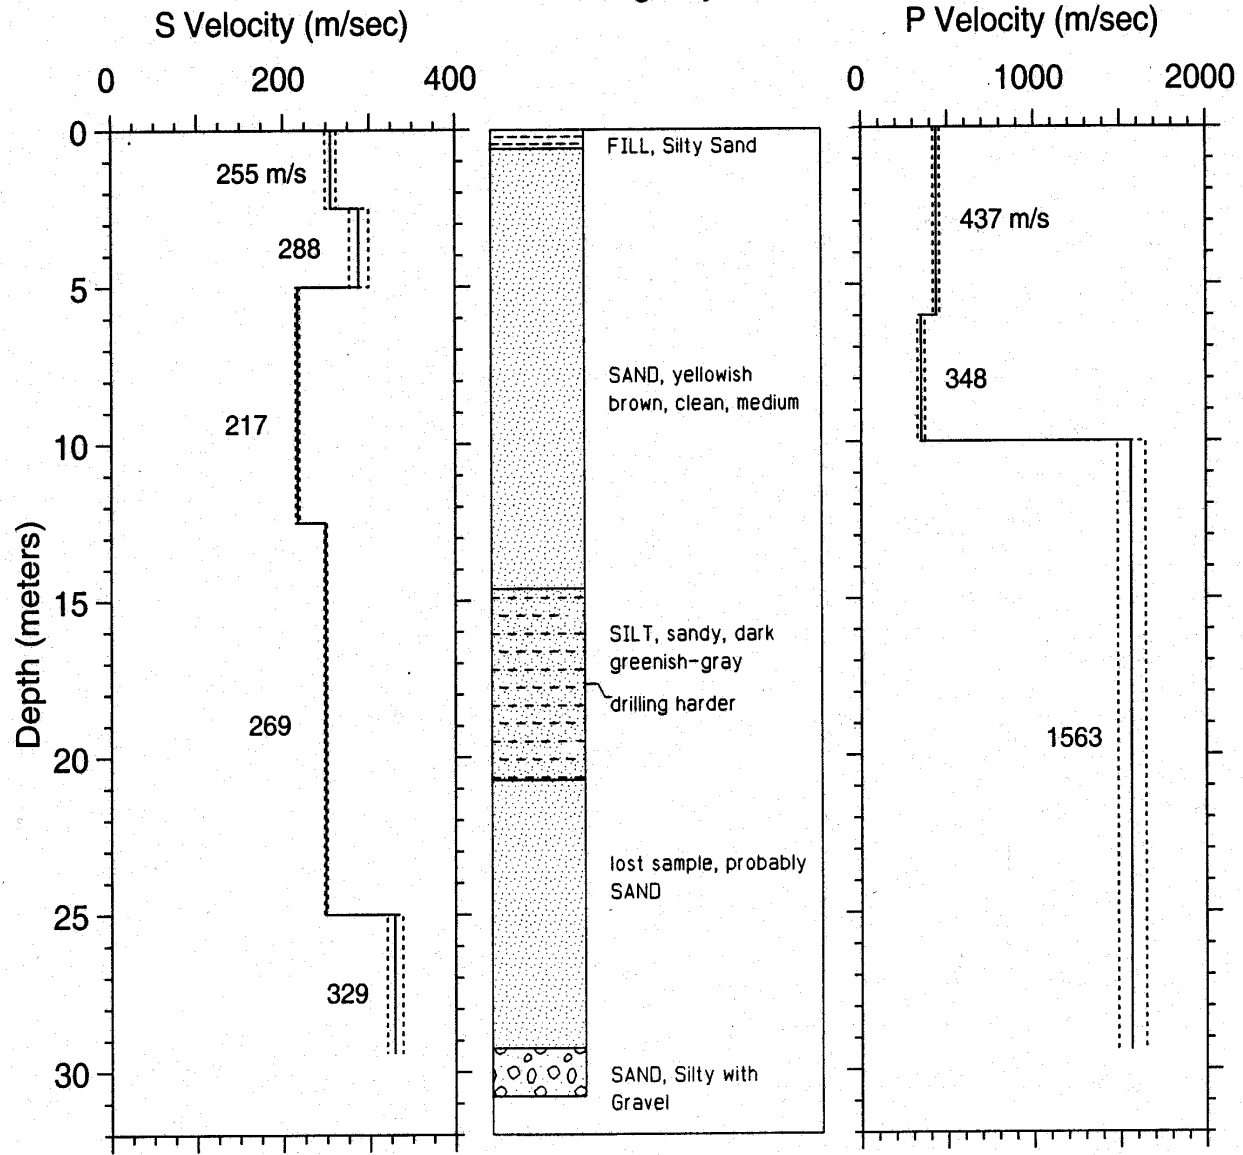 S Velocity (m/sec)
P Velocity (m/sec)
0 200 400
0 1000 2000
0
5
10
15
20
25
30
Depth (meters)
255 m/s
288
217
269
329
FILL, Silty Sand
SAND, yellowish
brown, clean, medium
SILT, sandy, dark
greenish-gray
drilling harder
lost sample, probably
SAND
SAND, Silty with
Gravel
437 m/s
348
1563